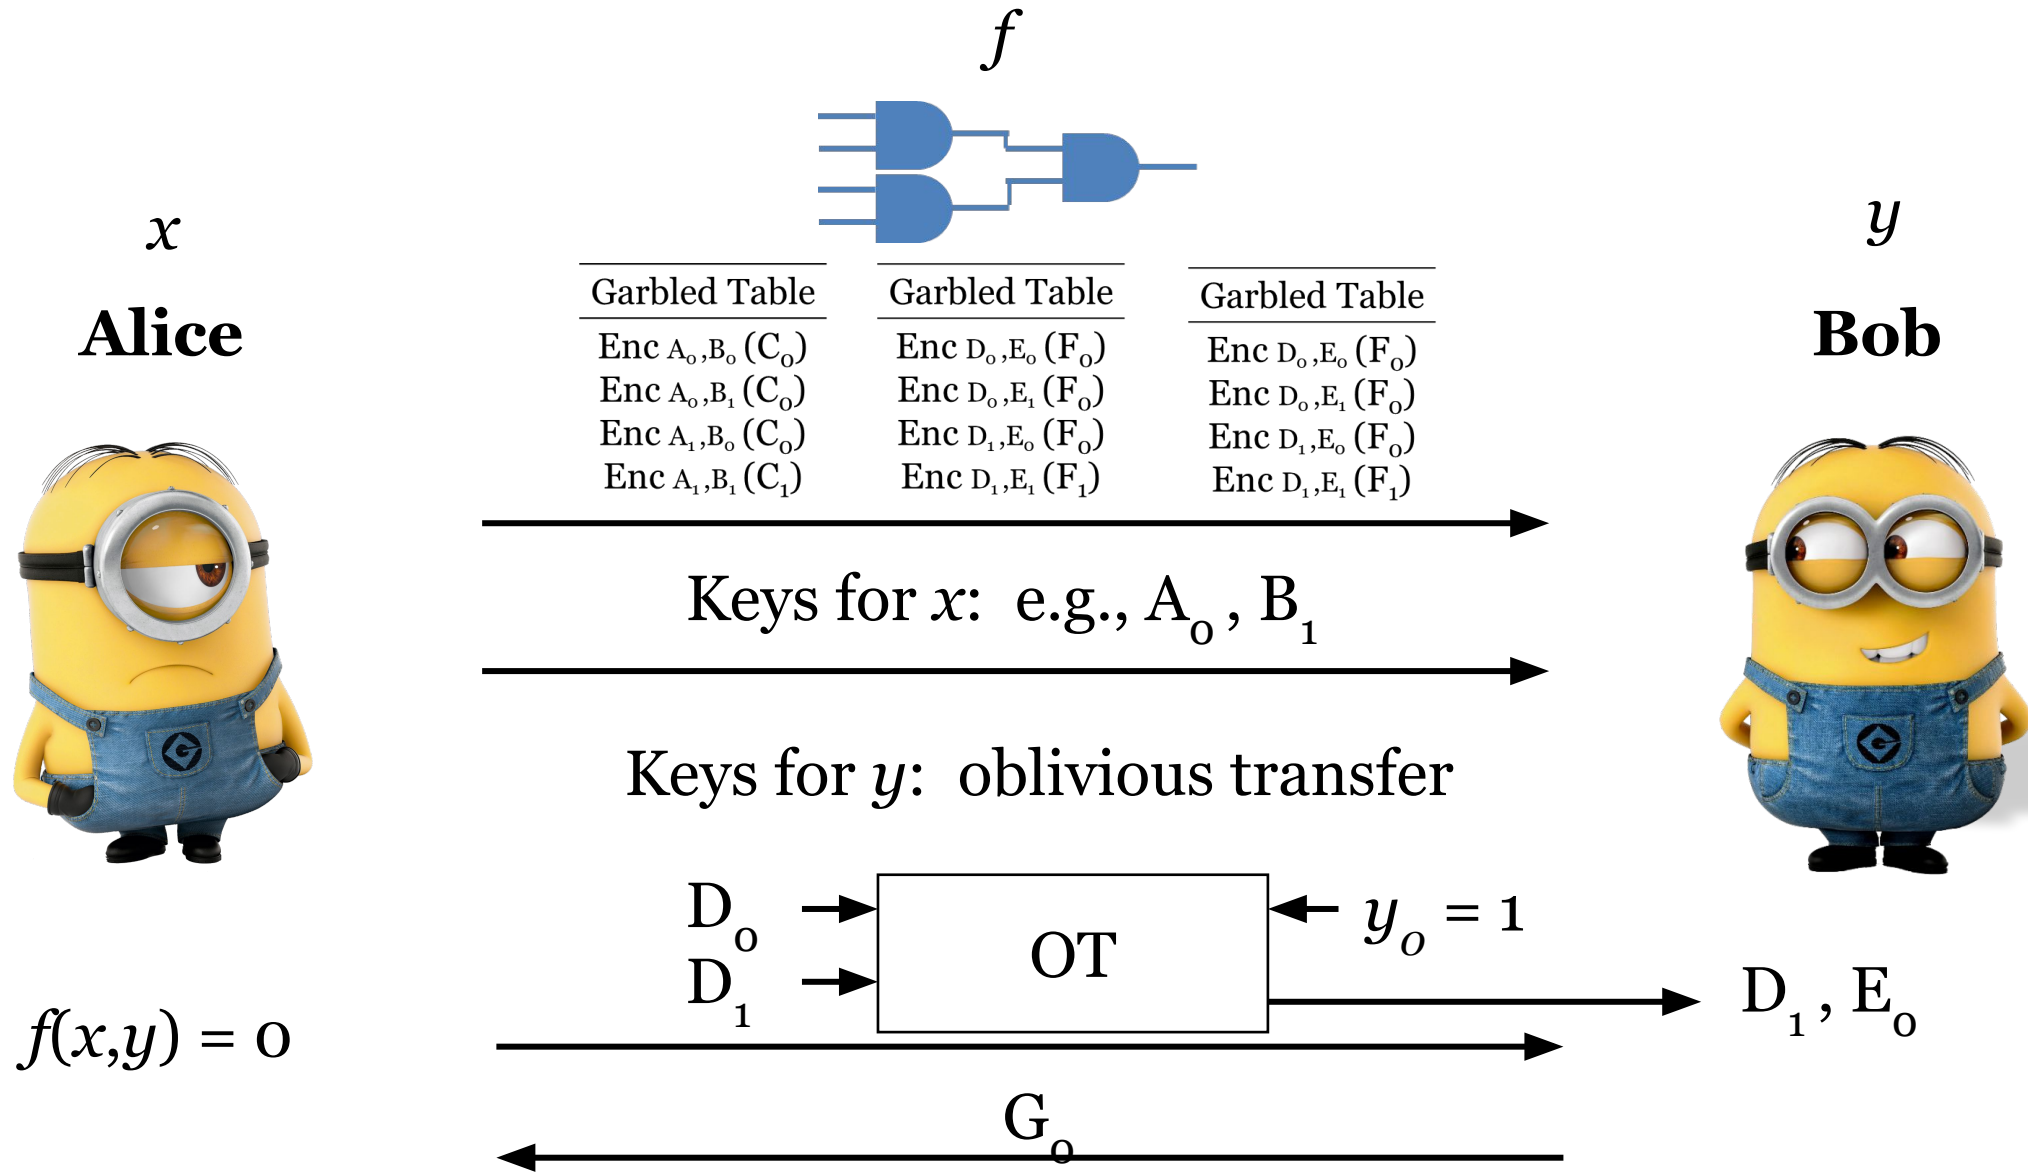 f
x
y
Alice
Bob
Garbled Table
Enc A₀,B₀ (C₀)
Enc A₀,B₁ (C₀)
Enc A₁,B₀ (C₀)
Enc A₁,B₁ (C₁)
Garbled Table
Enc D₀,E₀ (F₀)
Enc D₀,E₁ (F₀)
Enc D₁,E₀ (F₀)
Enc D₁,E₁ (F₁)
Garbled Table
Enc D₀,E₀ (F₀)
Enc D₀,E₁ (F₀)
Enc D₁,E₀ (F₀)
Enc D₁,E₁ (F₁)
Keys for x: e.g., A₀ , B₁
Keys for y: oblivious transfer
D₀
D₁
OT
y₀ = 1
D₁ , E₀
f(x,y) = 0
G₀